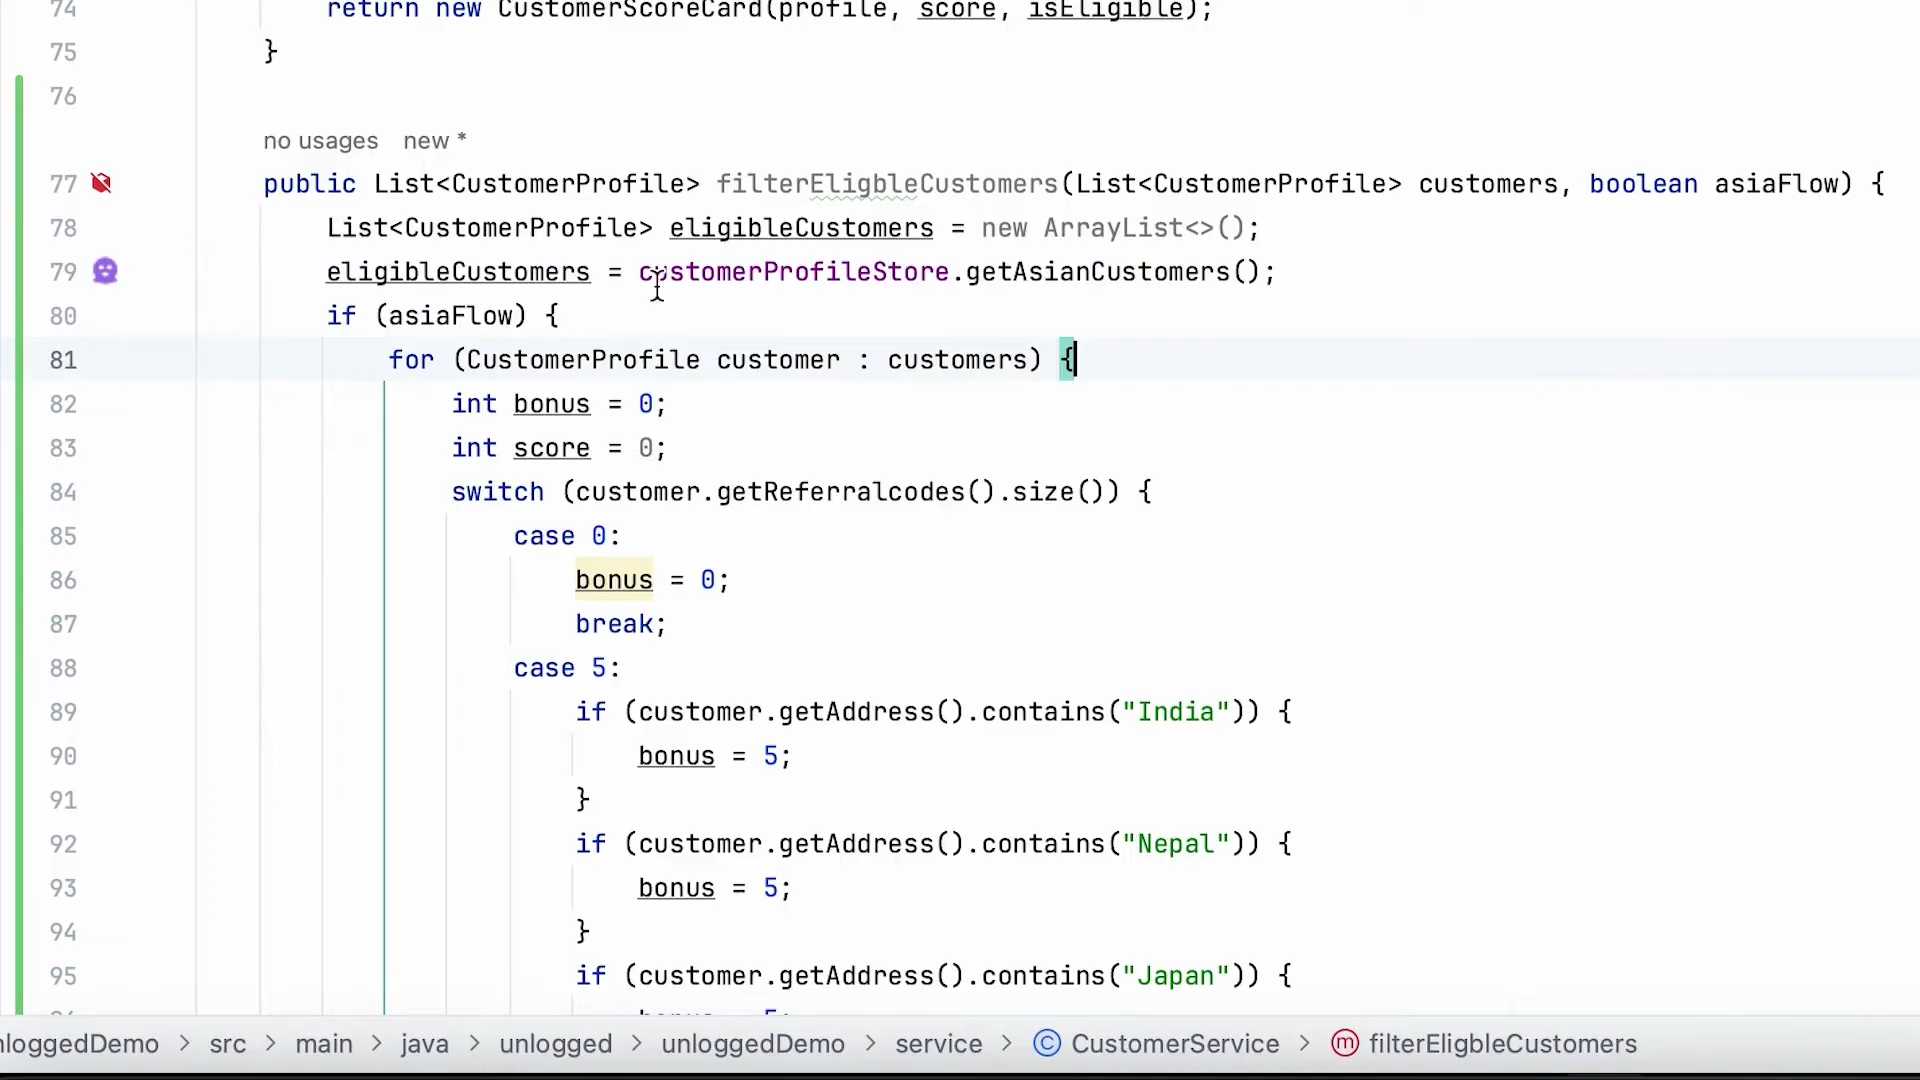 74 return new CustomerScoreCard(profile, score, isEligible);
75 }
76
no usages new *
77 public List<CustomerProfile> filterEligbleCustomers(List<CustomerProfile> customers, boolean asiaFlow) {
78 List<CustomerProfile> eligibleCustomers = new ArrayList<>();
79 eligibleCustomers = customerProfileStore.getAsianCustomers();
80 if (asiaFlow) {
81 for (CustomerProfile customer : customers) {
82 int bonus = 0;
83 int score = 0;
84 switch (customer.getReferralcodes().size()) {
85 case 0:
86 bonus = 0;
87 break;
88 case 5:
89 if (customer.getAddress().contains("India")) {
90 bonus = 5;
91 }
92 if (customer.getAddress().contains("Nepal")) {
93 bonus = 5;
94 }
95 if (customer.getAddress().contains("Japan")) {
nloggedDemo > src > main > java > unlogged > unloggedDemo > service > C CustomerService > m filterEligbleCustomers